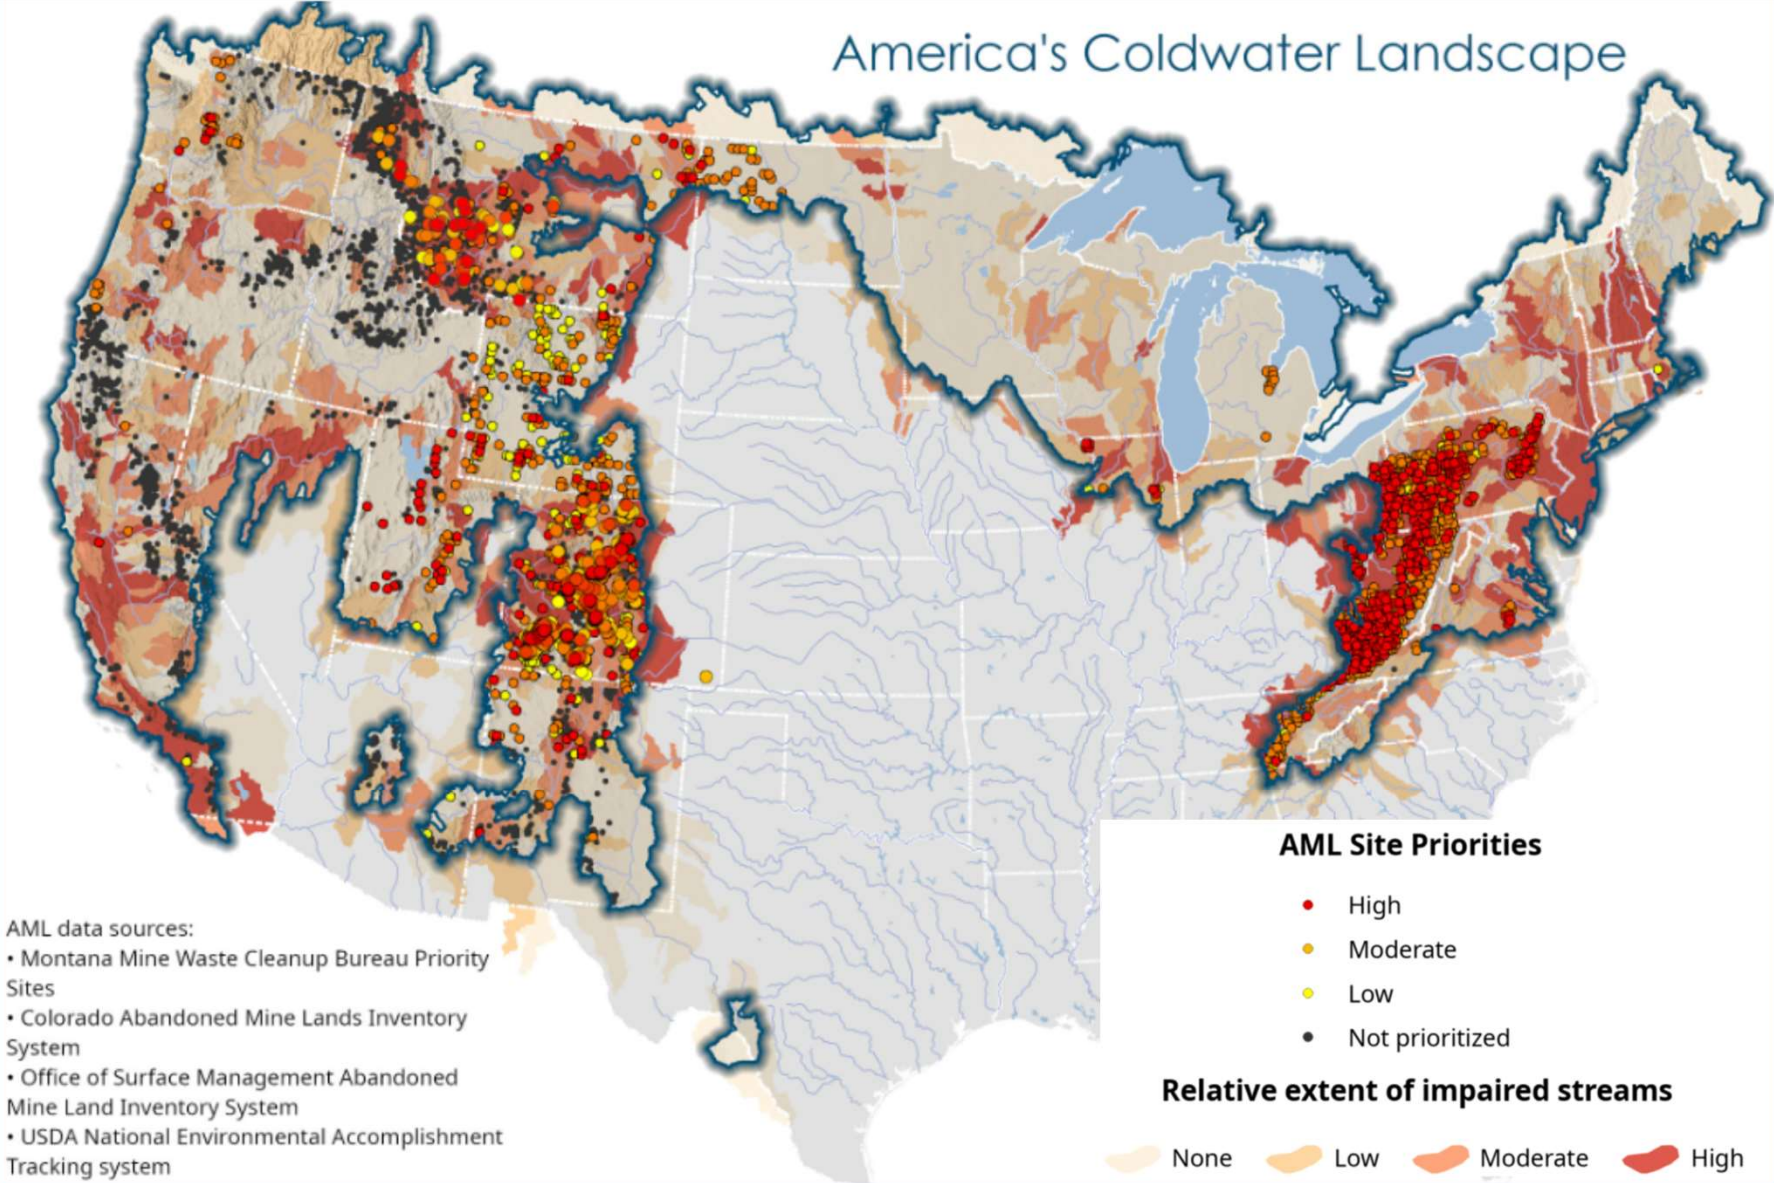 America's Coldwater Landscape
AML data sources:
• Montana Mine Waste Cleanup Bureau Priority
Sites
• Colorado Abandoned Mine Lands Inventory
System
• Office of Surface Management Abandoned
Mine Land Inventory System
• USDA National Environmental Accomplishment
Tracking system
AML Site Priorities
High
Moderate
Low
Not prioritized
Relative extent of impaired streams
None
Low
Moderate
High